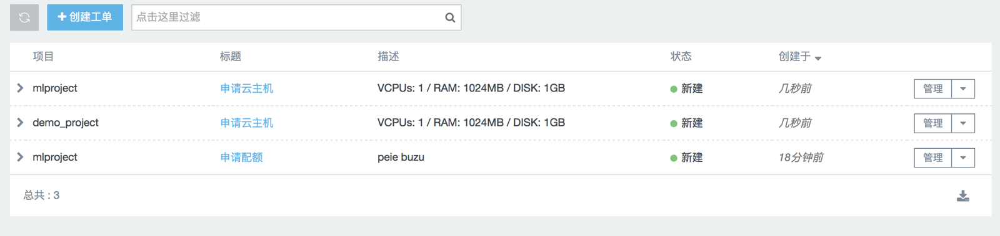 创建工单 点击这里过滤
项目 标题 描述 状态 创建于
mlproject 申请云主机 VCPUs: 1 / RAM: 1024MB / DISK: 1GB 新建 几秒前 管理
demo_project 申请云主机 VCPUs: 1 / RAM: 1024MB / DISK: 1GB 新建 几秒前 管理
mlproject 申请配额 peie buzu 新建 18分钟前 管理
总共 : 3